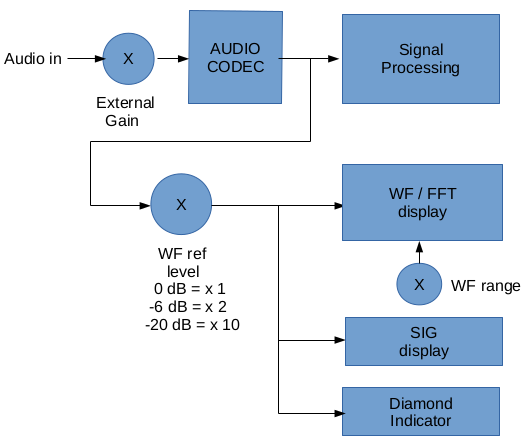 Audio in
X
External
Gain
AUDIO
CODEC
Signal
Processing
X
WF ref
level
0 dB = x 1
-6 dB = x 2
-20 dB = x 10
WF / FFT
display
X
WF range
SIG
display
Diamond
Indicator